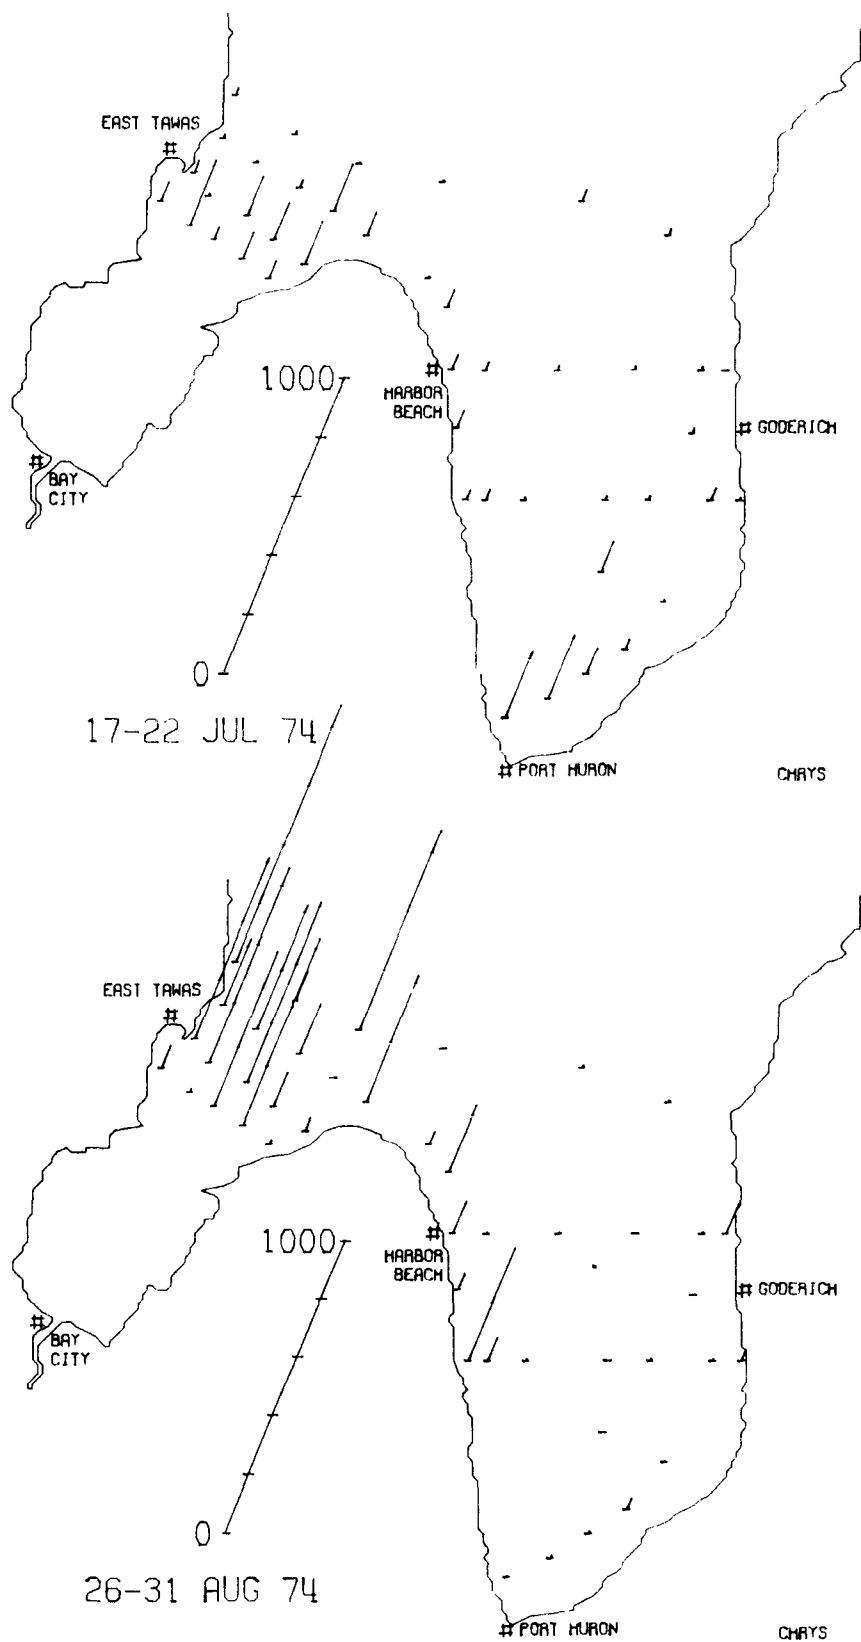 EAST TAWAS
1000
HARBOR
BEACH
GODERICH
BAY
CITY
0
17-22 JUL 74
PORT HURON
CHRYS
EAST TAWAS
1000
HARBOR
BEACH
GODERICH
BAY
CITY
0
26-31 AUG 74
PORT HURON
CHRYS